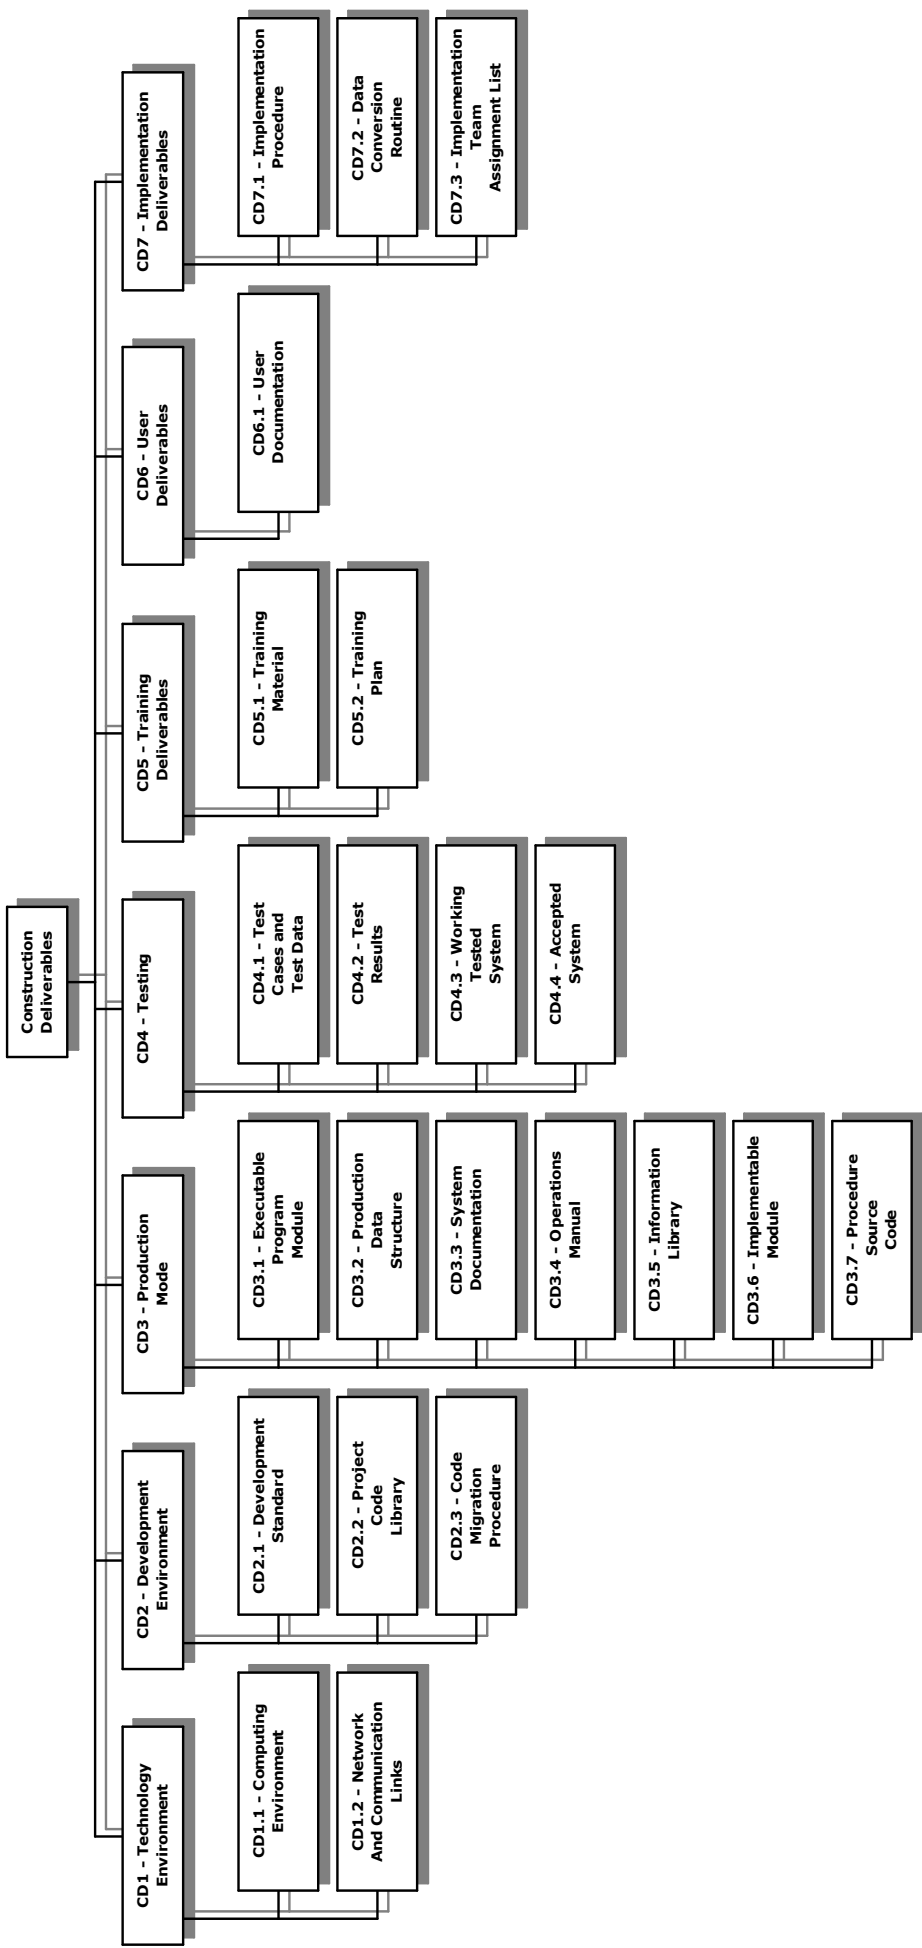 Construction
Deliverables
CD1 - Technology
Environment
CD1.1 - Computing
Environment
CD1.2 - Network
And Communication
Links
CD2 - Development
Environment
CD2.1 - Development
Standard
CD2.2 - Project
Code
Library
CD2.3 - Code
Migration
Procedure
CD3 - Production
Mode
CD3.1 - Executable
Program
Module
CD3.2 - Production
Data
Structure
CD3.3 - System
Documentation
CD3.4 - Operations
Manual
CD3.5 - Information
Library
CD3.6 - Implementable
Module
CD3.7 - Procedure
Source
Code
CD4 - Testing
CD4.1 - Test
Cases and
Test Data
CD4.2 - Test
Results
CD4.3 - Working
Tested
System
CD4.4 - Accepted
System
CD5 - Training
Deliverables
CD5.1 - Training
Material
CD5.2 - Training
Plan
CD6 - User
Deliverables
CD6.1 - User
Documentation
CD7 - Implementation
Deliverables
CD7.1 - Implementation
Procedure
CD7.2 - Data
Conversion
Routine
CD7.3 - Implementation
Team
Assignment List